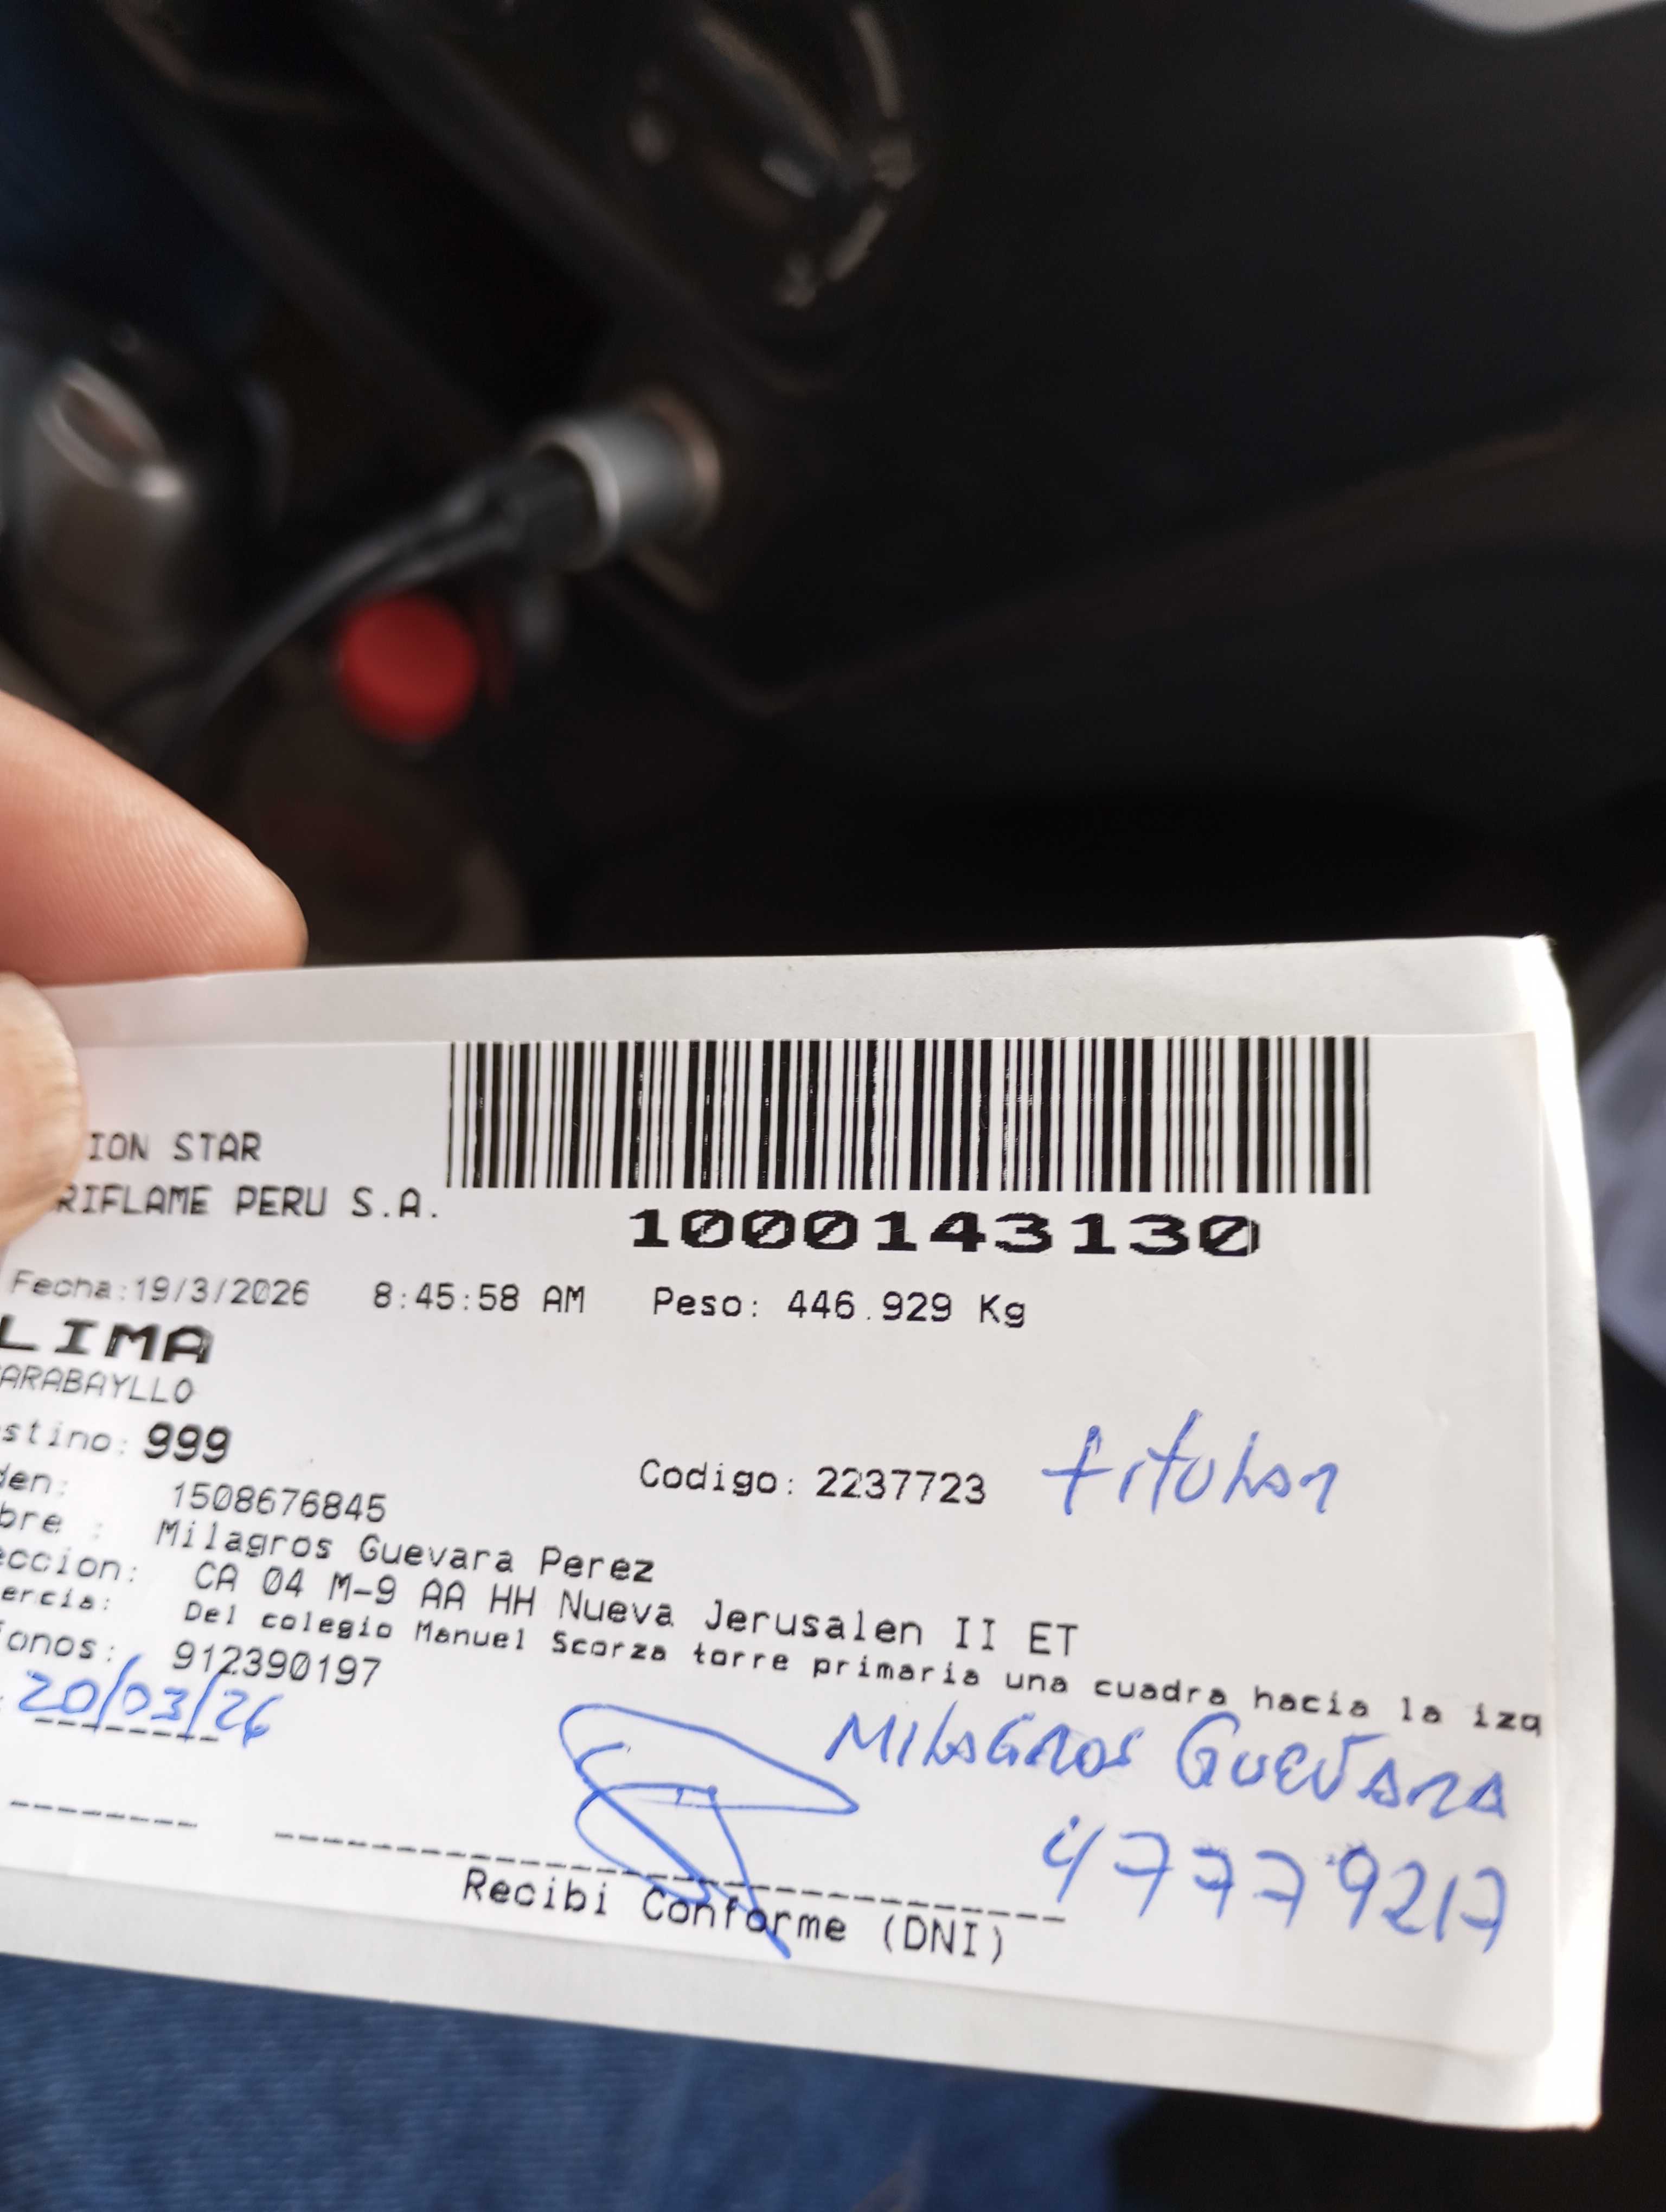 ION STAR
RIFLAME PERU S.A.
1000143130
Fecha:19/3/2026 8:45:58 AM Peso: 446.929 Kg
LIMA
ARABAYLLO
stino: 999
den: 1508676845 Codigo: 2237723 titular
bre : Milagros Guevara Perez
eccion: CA 04 M-9 AA HH Nueva Jerusalen II ET
ercia: Del colegio Manuel Scorza torre primaria una cuadra hacia la izq
fonos: 912390197
20/03/26
MILAGROS GUEVARA
47779217
Recibi Conforme (DNI)